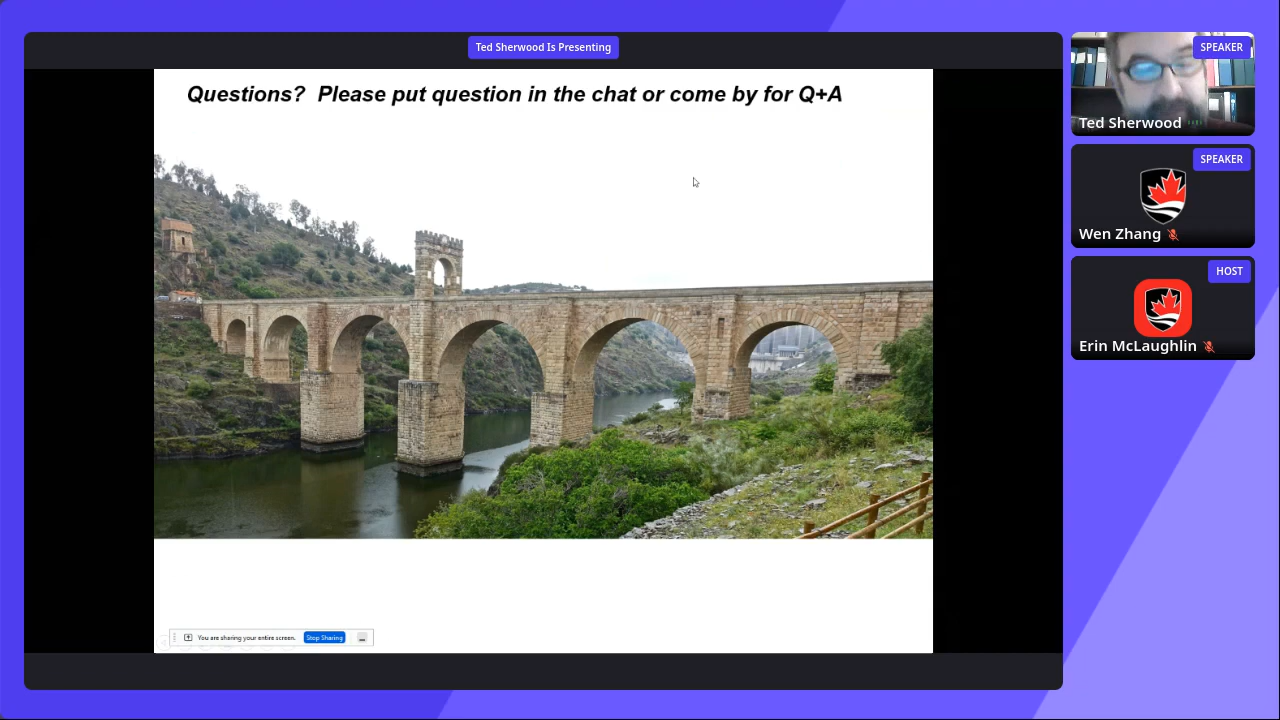 Ted Sherwood Is Presenting
Questions? Please put question in the chat or come by for Q+A
You are sharing your entire screen.
Stop Sharing
SPEAKER
Ted Sherwood
SPEAKER
Wen Zhang
HOST
Erin McLaughlin